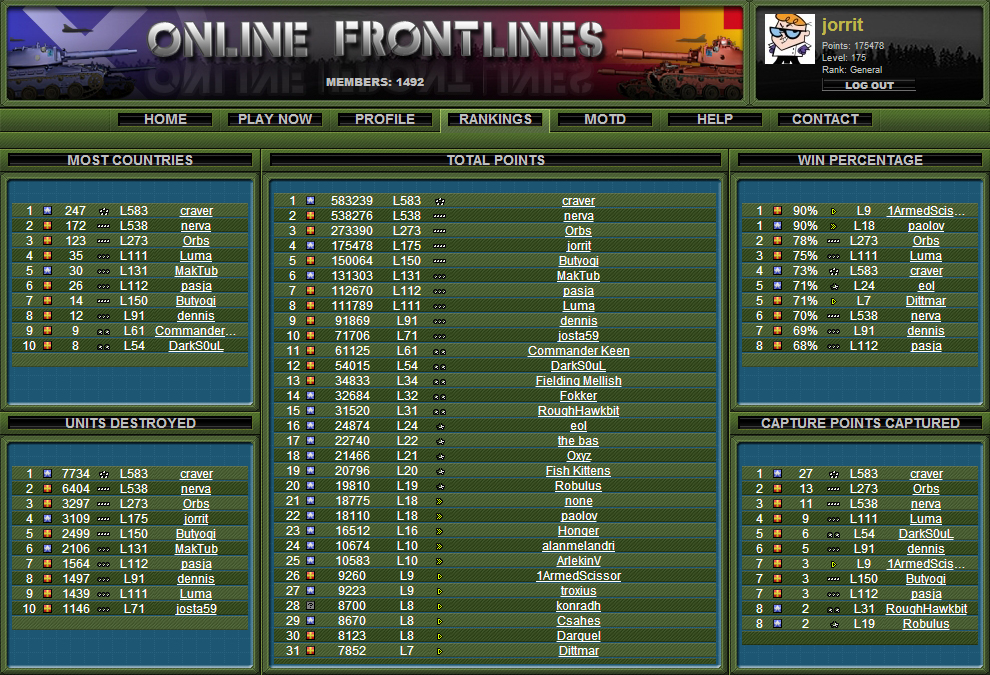 ONLINE FRONTLINES
MEMBERS: 1492
jorrit
Points: 175478
Level: 175
Rank: General
LOG OUT
HOME PLAY NOW PROFILE RANKINGS MOTD HELP CONTACT
MOST COUNTRIES
1 247 L583 craver
2 172 L538 nerva
3 123 L273 Orbs
4 35 L111 Luma
5 30 L131 MakTub
6 26 L112 pasja
7 14 L150 Butyogi
8 12 L91 dennis
9 9 L61 Commander...
10 8 L54 DarkS0uL
UNITS DESTROYED
1 7734 L583 craver
2 6404 L538 nerva
3 3297 L273 Orbs
4 3109 L175 jorrit
5 2499 L150 Butyogi
6 2106 L131 MakTub
7 1564 L112 pasja
8 1497 L91 dennis
9 1439 L111 Luma
10 1146 L71 josta59
TOTAL POINTS
1 583239 L583 craver
2 538276 L538 nerva
3 273390 L273 Orbs
4 175478 L175 jorrit
5 150064 L150 Butyogi
6 131303 L131 MakTub
7 112670 L112 pasja
8 111789 L111 Luma
9 91869 L91 dennis
10 71706 L71 josta59
11 61125 L61 Commander Keen
12 54015 L54 DarkS0uL
13 34833 L34 Fielding Mellish
14 32684 L32 Fokker
15 31520 L31 RoughHawkbit
16 24874 L24 eol
17 22740 L22 the bas
18 21466 L21 Oxyz
19 20796 L20 Fish Kittens
20 19810 L19 Robulus
21 18775 L18 none
22 18110 L18 paolov
23 16512 L16 Honger
24 10674 L10 alanmelandri
25 10583 L10 ArlekinV
26 9260 L9 1ArmedScissor
27 9223 L9 troxius
28 8700 L8 konradh
29 8670 L8 Csahes
30 8123 L8 Darguel
31 7852 L7 Dittmar
WIN PERCENTAGE
1 90% L9 1ArmedScis...
1 90% L18 paolov
2 78% L273 Orbs
3 75% L111 Luma
4 73% L583 craver
5 71% L24 eol
5 71% L7 Dittmar
6 70% L538 nerva
7 69% L91 dennis
8 68% L112 pasja
CAPTURE POINTS CAPTURED
1 27 L583 craver
2 13 L273 Orbs
3 11 L538 nerva
4 9 L111 Luma
5 6 L54 DarkS0uL
6 5 L91 dennis
7 3 L9 1ArmedScis...
7 3 L150 Butyogi
7 3 L112 pasja
8 2 L31 RoughHawkbit
8 2 L19 Robulus